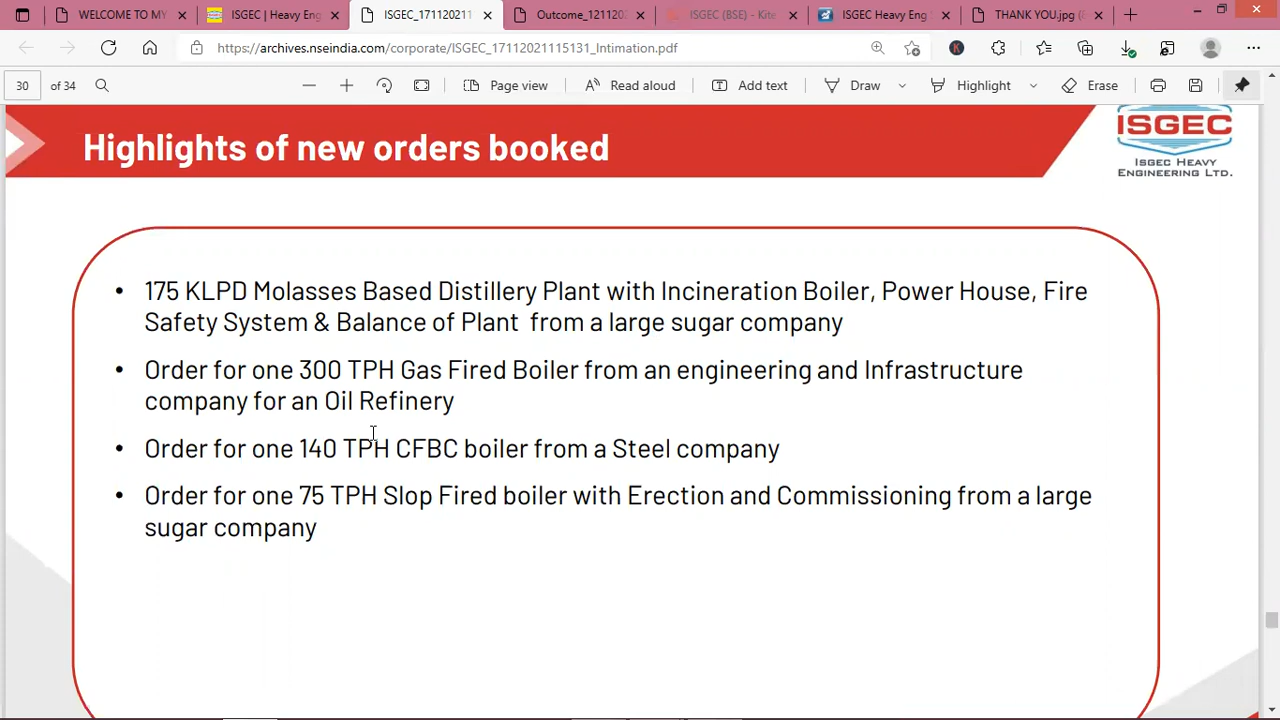 WELCOME TO MY
ISGEC | Heavy Eng
ISGEC_171120211
Outcome_1211202
ISGEC (BSE) - Kite
ISGEC Heavy Eng
THANK YOU.jpg (
https://archives.nseindia.com/corporate/ISGEC_17112021115131_Intimation.pdf
30 of 34
Page view
Read aloud
Add text
Draw
Highlight
Erase
Highlights of new orders booked
ISGEC
ISGEC HEAVY
ENGINEERING LTD.
• 175 KLPD Molasses Based Distillery Plant with Incineration Boiler, Power House, Fire
Safety System & Balance of Plant from a large sugar company
• Order for one 300 TPH Gas Fired Boiler from an engineering and Infrastructure
company for an Oil Refinery
• Order for one 140 TPH CFBC boiler from a Steel company
• Order for one 75 TPH Slop Fired boiler with Erection and Commissioning from a large
sugar company